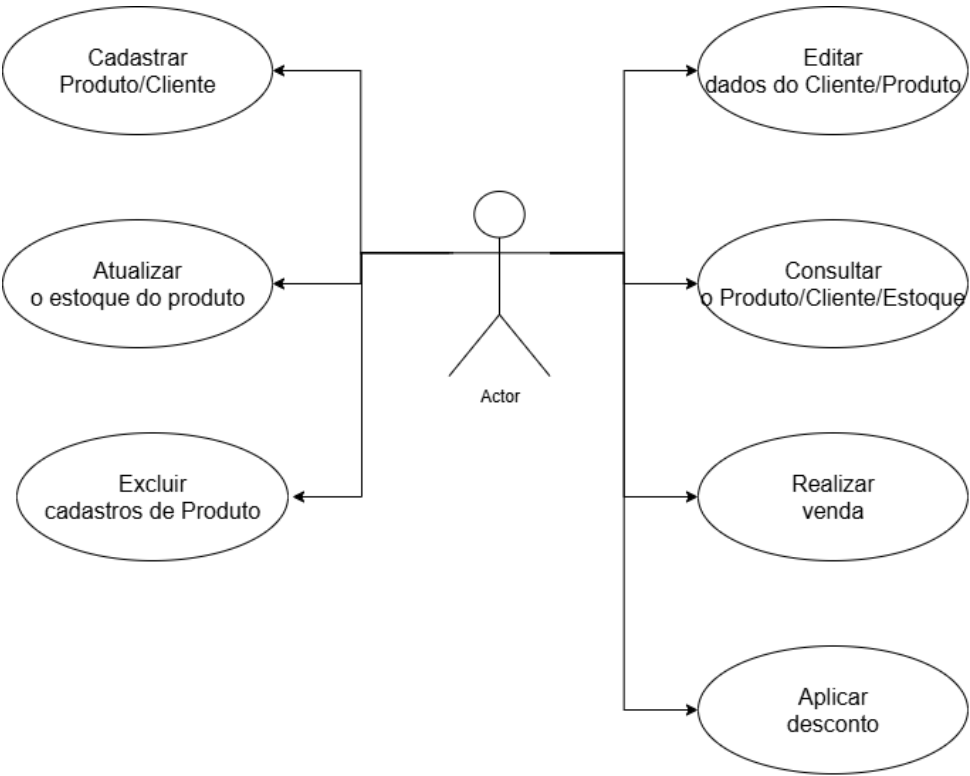 Cadastrar
Produto/Cliente
Editar
dados do Cliente/Produto
Atualizar
o estoque do produto
Consultar
o Produto/Cliente/Estoque
Actor
Excluir
cadastros de Produto
Realizar
venda
Aplicar
desconto